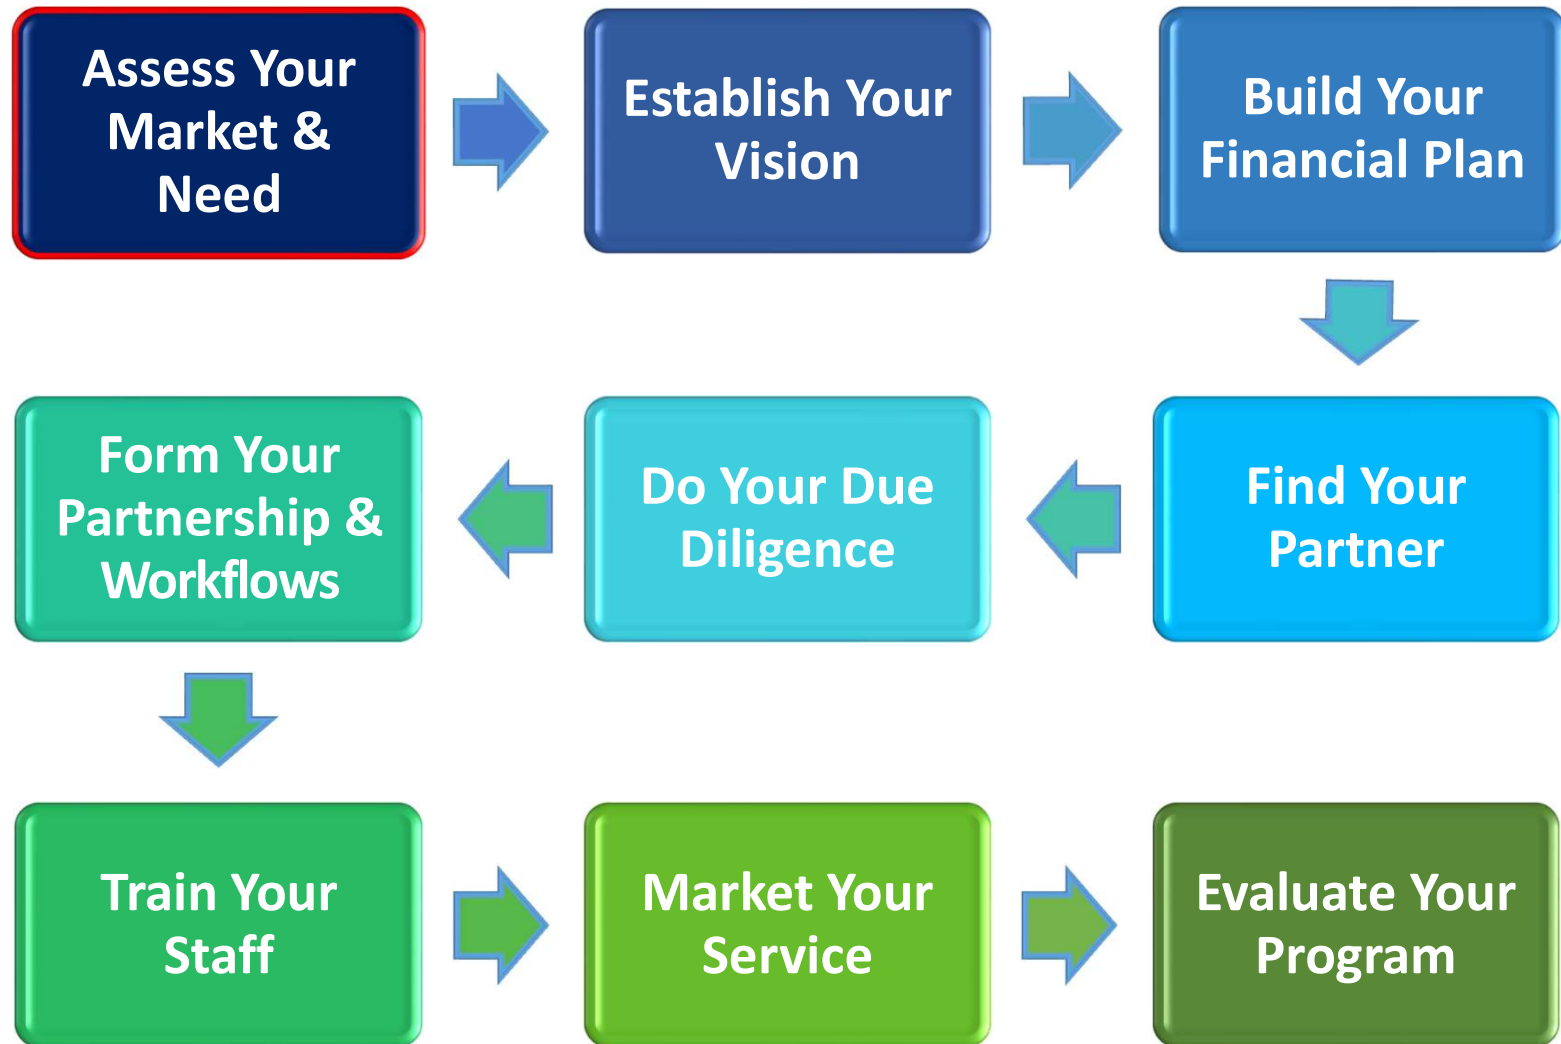 Assess Your
Market &
Need
Establish Your
Vision
Build Your
Financial Plan
Find Your
Partner
Do Your Due
Diligence
Form Your
Partnership &
Workflows
Train Your
Staff
Market Your
Service
Evaluate Your
Program